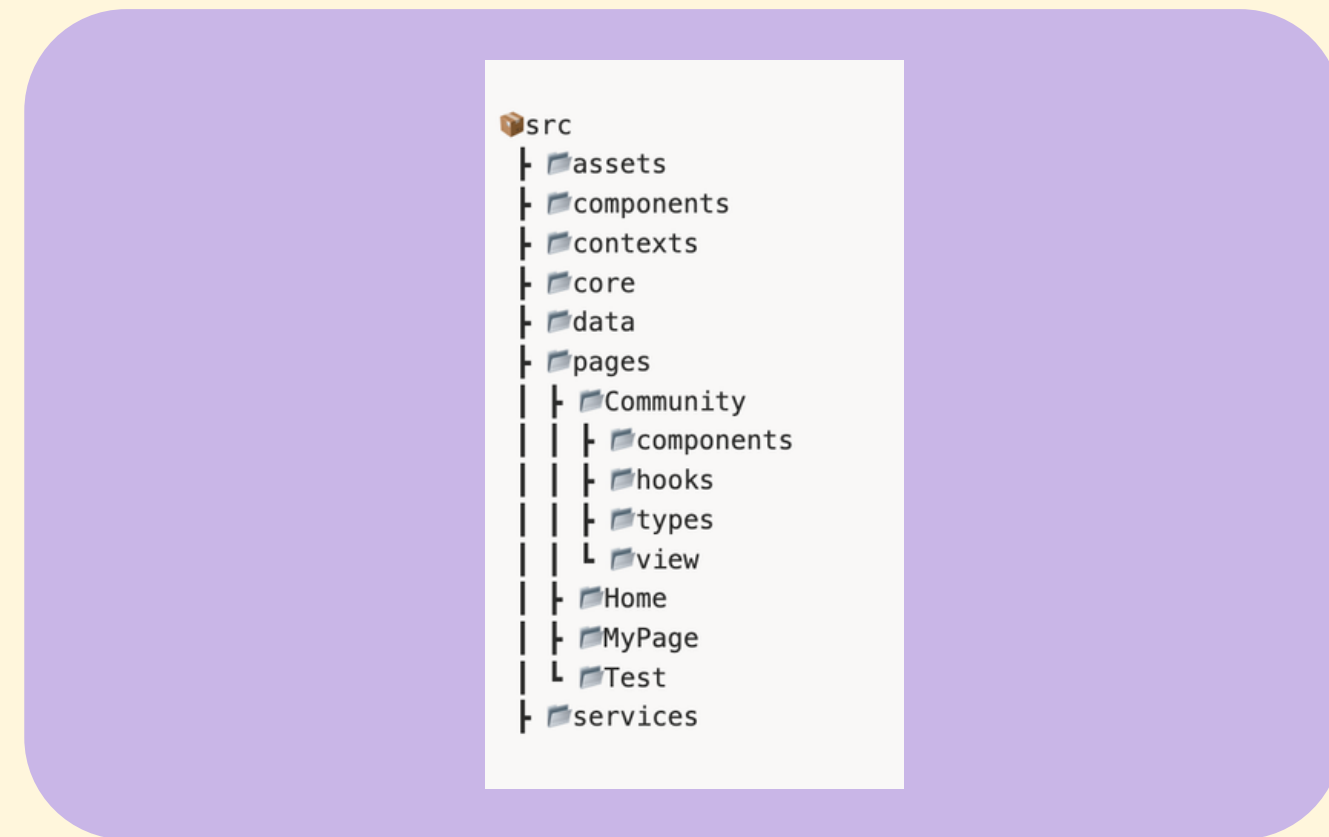 📦src
┣ 📂assets
┣ 📂components
┣ 📂contexts
┣ 📂core
┣ 📂data
┣ 📂pages
┃ ┣ 📂Community
┃ ┃ ┣ 📂components
┃ ┃ ┣ 📂hooks
┃ ┃ ┣ 📂types
┃ ┃ ┗ 📂view
┃ ┣ 📂Home
┃ ┣ 📂MyPage
┃ ┗ 📂Test
┣ 📂services